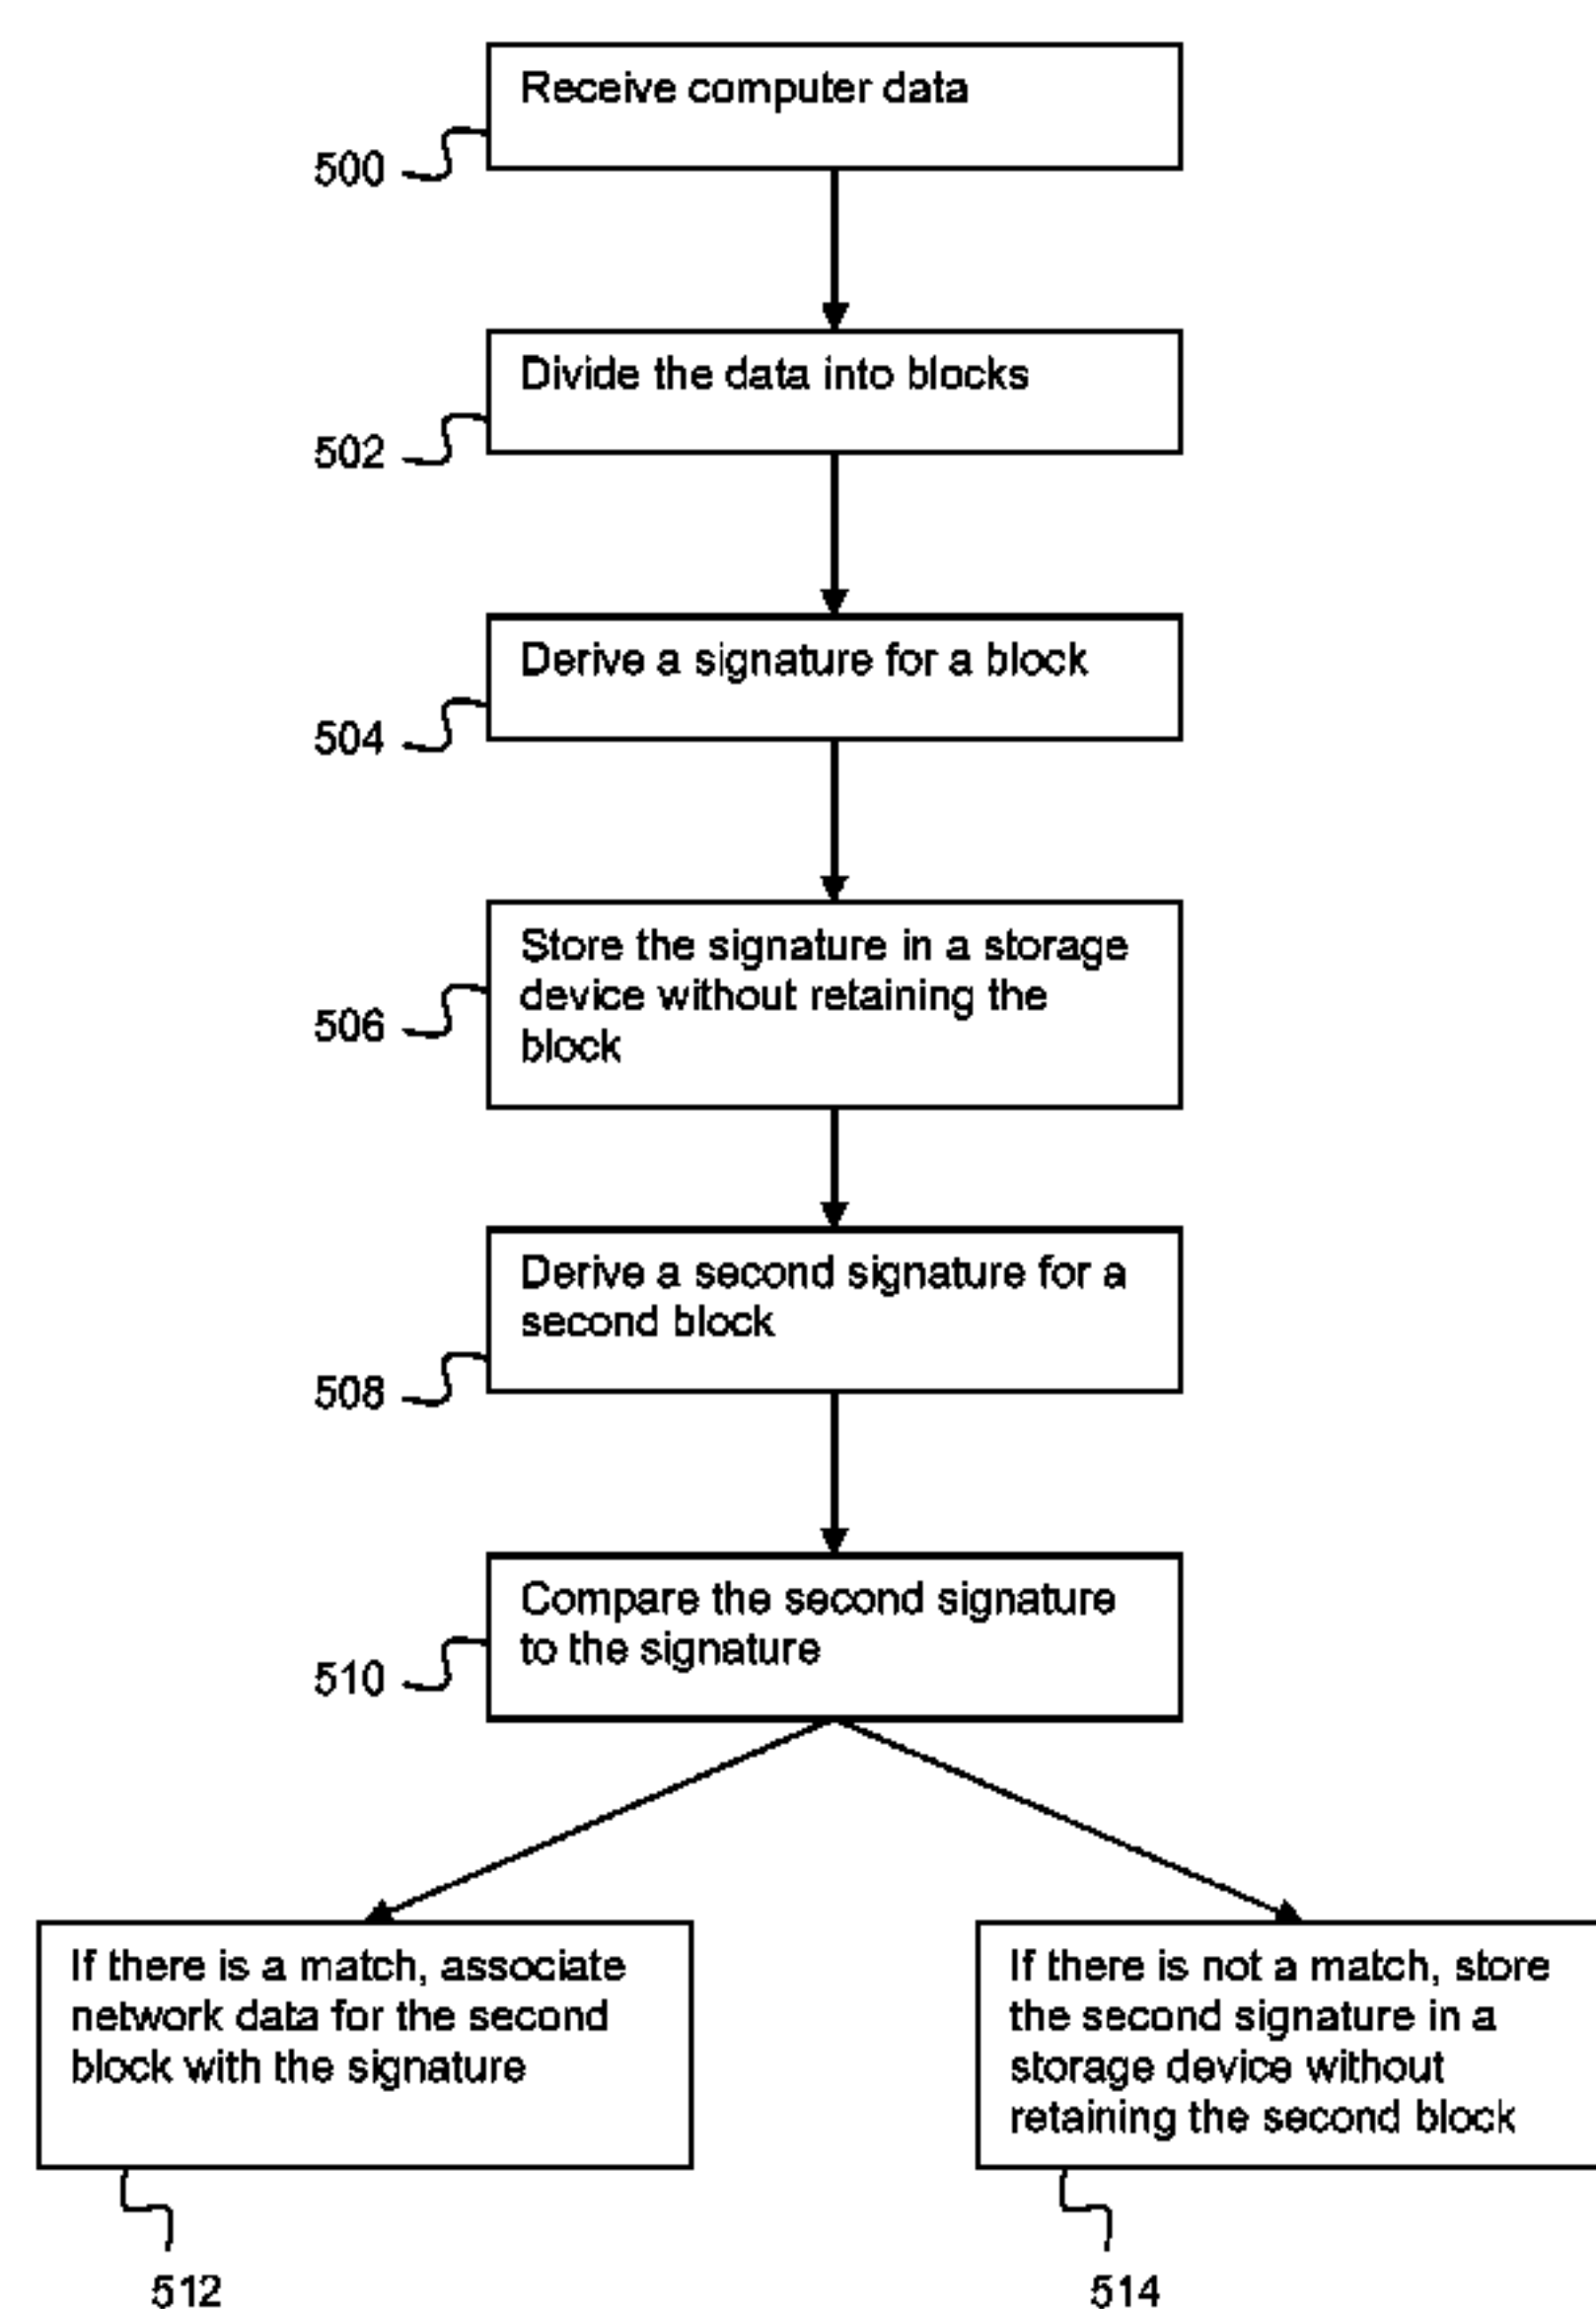 Receive computer data
500
Divide the data into blocks
502
Derive a signature for a block
504
Store the signature in a storage
device without retaining the
block
506
Derive a second signature for a
second block
508
Compare the second signature
to the signature
510
If there is a match, associate
network data for the second
block with the signature
512
If there is not a match, store
the second signature in a
storage device without
retaining the second block
514